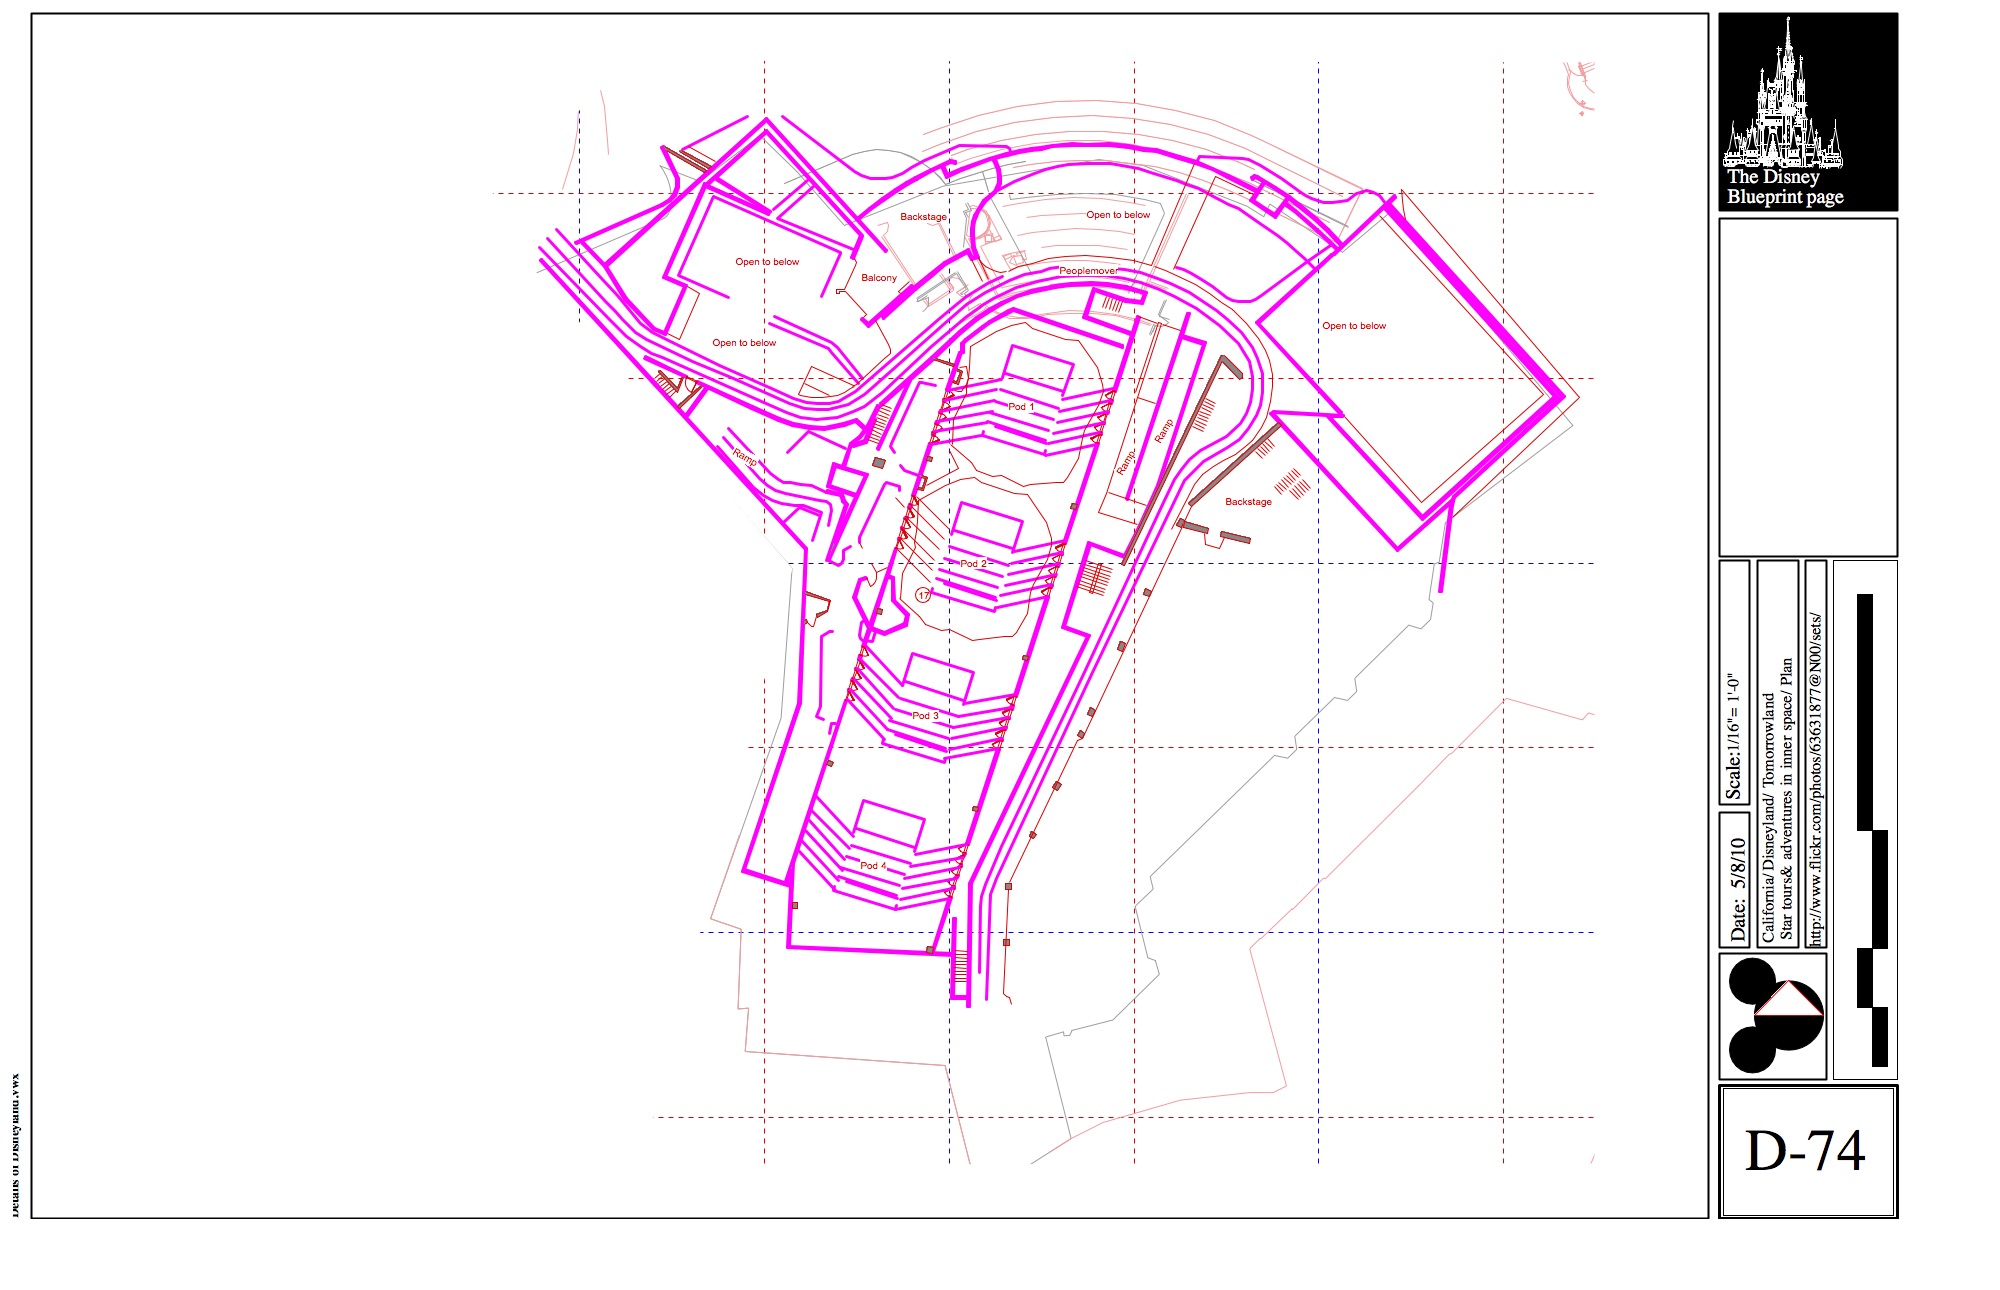 The Disney
Blueprint page
Backstage
Open to below
Open to below
Peoplemover
Balcony
Open to below
Open to below
Pod 1
Ramp
Ramp
Ramp
Backstage
Pod 2
17
Pod 3
Pod 4
Scale:1/16"= 1'-0"
Date: 5/8/10
California/ Disneyland/ Tomorrowland
Star tours& adventures in inner space/ Plan
http://www.flickr.com/photos/63631877@N00/sets/
D-74
Details of Disneyland.vwx